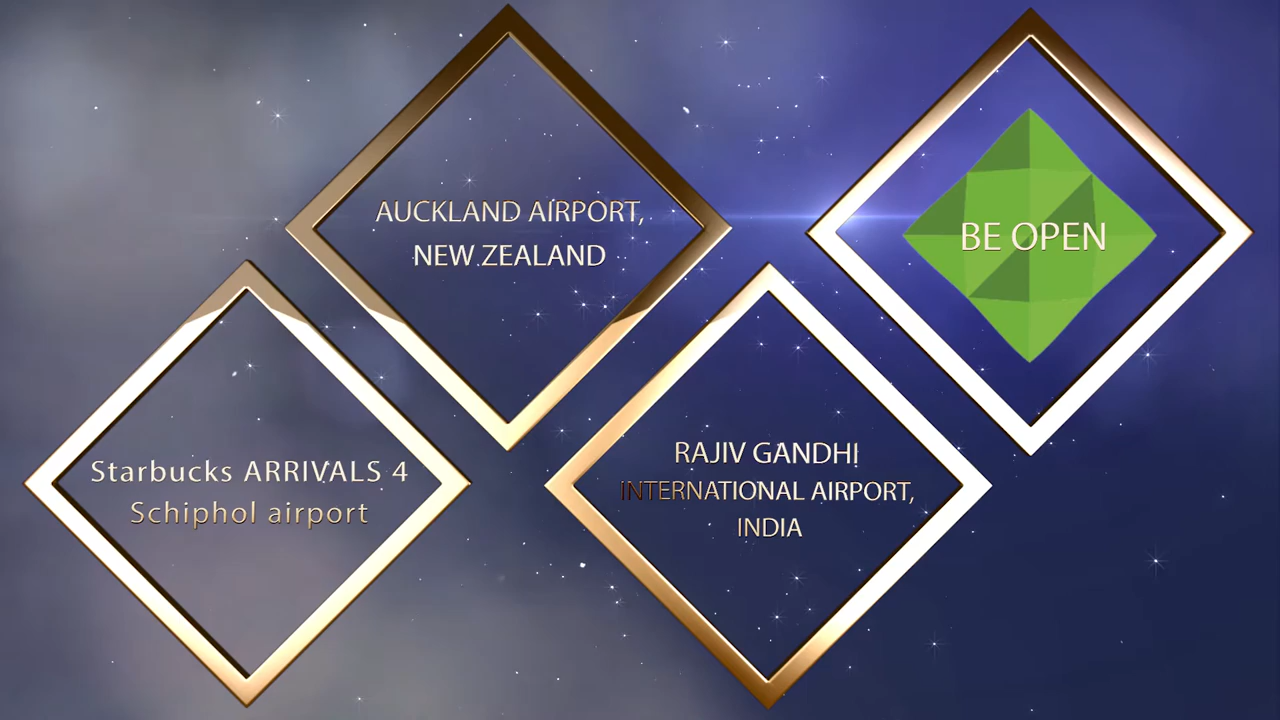 AUCKLAND AIRPORT,
NEW ZEALAND
BE OPEN
Starbucks ARRIVALS 4
Schiphol airport
RAJIV GANDHI
INTERNATIONAL AIRPORT,
INDIA